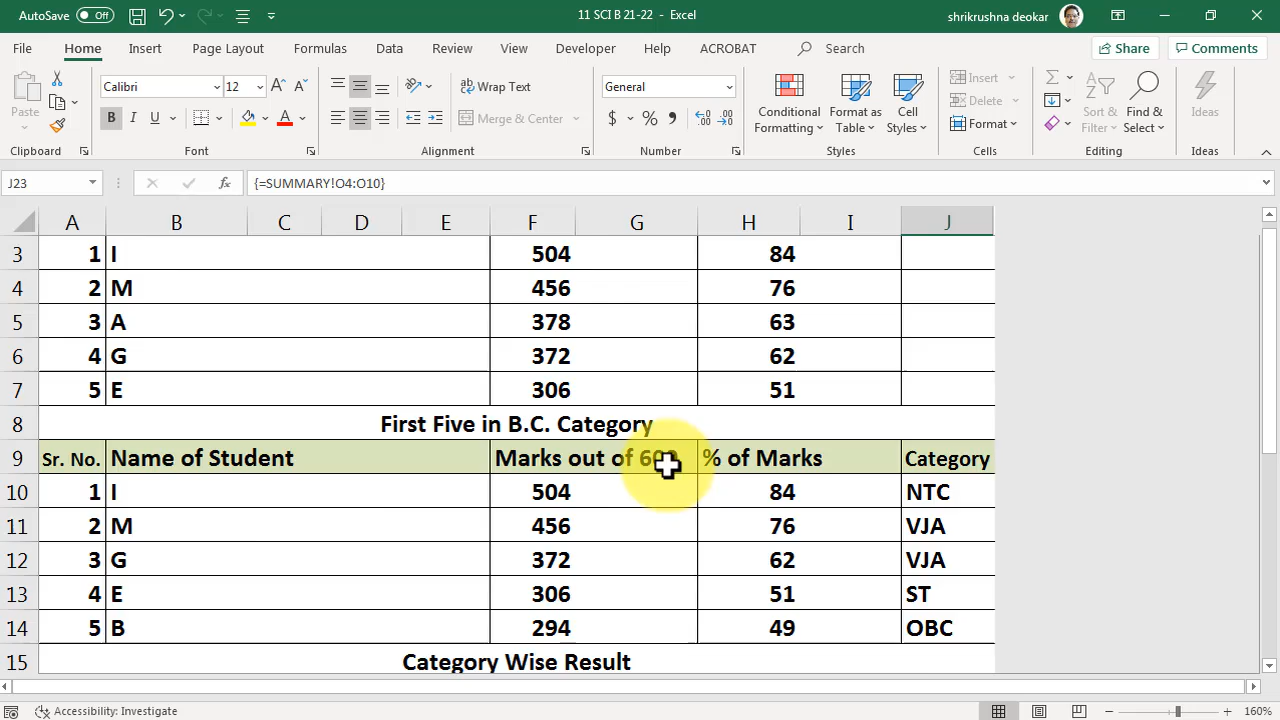 AutoSave Off 11 SCI B 21-22 - Excel shrikrushna deokar
File Home Insert Page Layout Formulas Data Review View Developer Help ACROBAT Search Share Comments
Paste Calibri 12 Wrap Text General Conditional Formatting Format as Table Cell Styles Insert Delete Format Sort & Filter Find & Select Ideas
B I U A Merge & Center $ % 9
Clipboard Font Alignment Number Styles Cells Editing Ideas
J23 fx {=SUMMARY!O4:O10}
A B C D E F G H I J
3 1 I 504 84
4 2 M 456 76
5 3 A 378 63
6 4 G 372 62
7 5 E 306 51
8 First Five in B.C. Category
9 Sr. No. Name of Student Marks out of % of Marks Category
10 1 I 504 84 NTC
11 2 M 456 76 VJA
12 3 G 372 62 VJA
13 4 E 306 51 ST
14 5 B 294 49 OBC
15 Category Wise Result
Accessibility: Investigate 160%